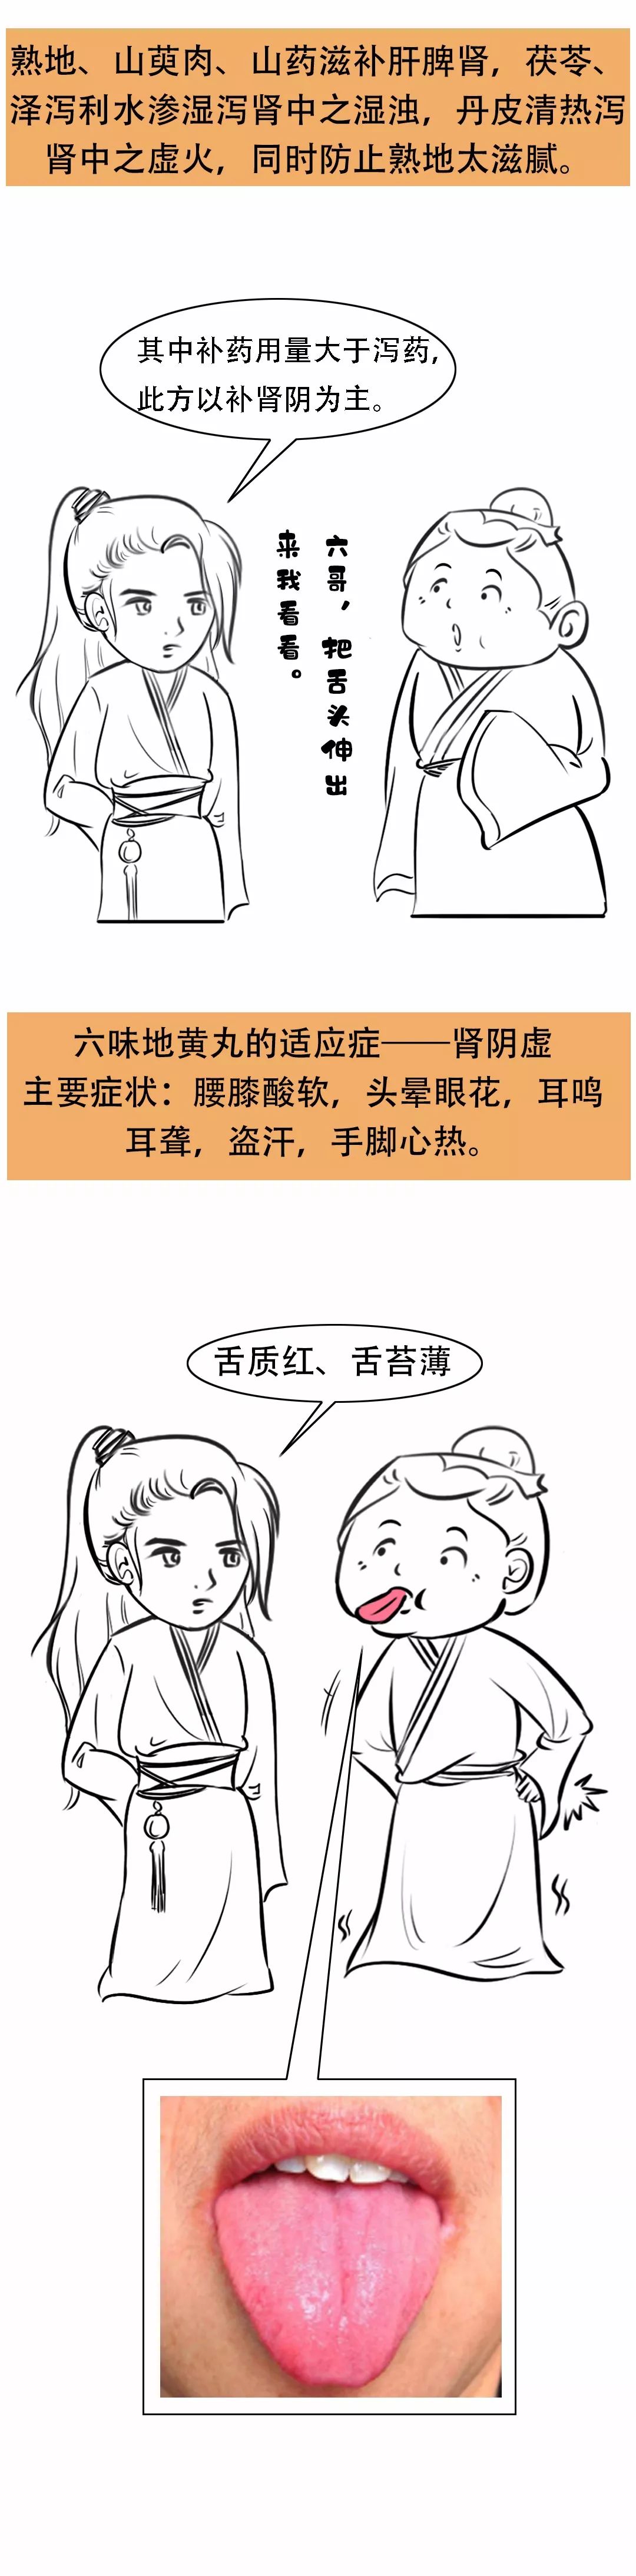 熟地、山萸肉、山药滋补肝脾肾，茯苓、
泽泻利水渗湿泻肾中之湿浊，丹皮清热泻
肾中之虚火，同时防止熟地太滋腻。
其中补药用量大于泻药,
此方以补肾阴为主。
六哥，把舌头伸出
来我看看。
六味地黄丸的适应症——肾阴虚
主要症状：腰膝酸软，头晕眼花，耳鸣
耳聋，盗汗，手脚心热。
舌质红、舌苔薄